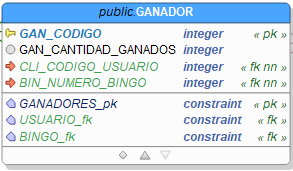 public.GANADOR
GAN_CODIGO integer « pk »
GAN_CANTIDAD_GANADOS integer
CLI_CODIGO_USUARIO integer « fk nn »
BIN_NUMERO_BINGO integer « fk nn »
GANADORES_pk constraint « pk »
USUARIO_fk constraint « fk »
BINGO_fk constraint « fk »